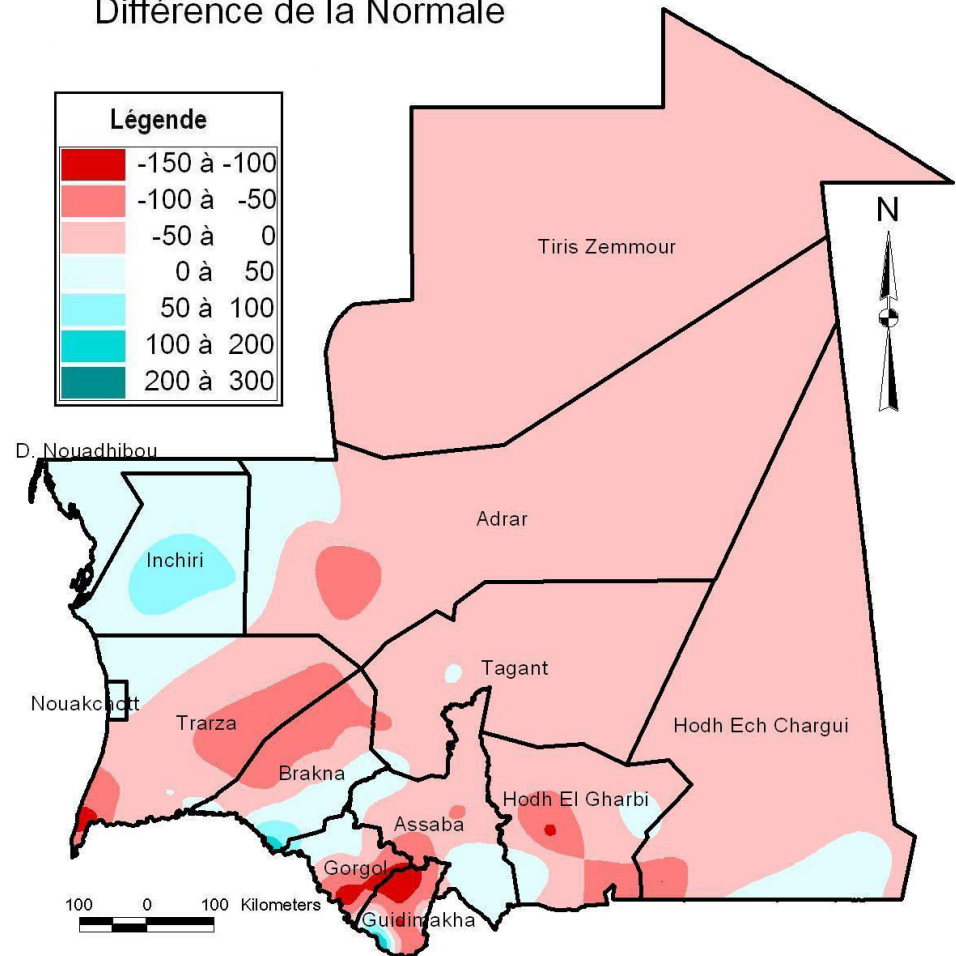 Différence de la Normale
Légende
-150 à -100
-100 à -50
-50 à 0
0 à 50
50 à 100
100 à 200
200 à 300
N
Tiris Zemmour
D. Nouadhibou
Adrar
Inchiri
Tagant
Nouakchott
Trarza
Hodh Ech Chargui
Brakna
Hodh El Gharbi
Assaba
Gorgol
100 0 100 Kilometers
Guidimakha